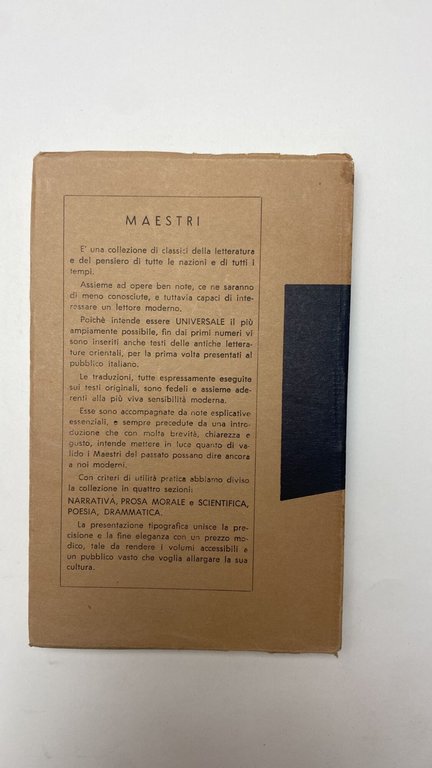 MAESTRI
E' una collezione di classici della letteratura
e del pensiero di tutte le nazioni e di tutti i
tempi.
Assieme ad opere ben note, ce ne saranno
di meno conosciute, e tuttavia capaci di inte-
ressare un lettore moderno.
Poichè intende essere UNIVERSALE il più
ampiamente possibile, fin dai primi numeri vi
sono inseriti anche testi delle antiche lettera-
ture orientali, per la prima volta presentati al
pubblico italiano.
Le traduzioni, tutte espressamente eseguite
sui testi originali, sono fedeli e assieme ade-
renti alla più viva sensibilità moderna.
Esse sono accompagnate da note esplicative
essenziali, e sempre precedute da una intro-
duzione che con molta brevità, chiarezza e
gusto, intende mettere in luce quanto di va-
lido i Maestri del passato possano dire ancora
a noi moderni.
Con criteri di utilità pratica abbiamo diviso
la collezione in quattro sezioni:
NARRATIVA, PROSA MORALE e SCIENTIFICA,
POESIA, DRAMMATICA.
La presentazione tipografica unisce la pre-
cisione e la fine eleganza con un prezzo mo-
dico, tale da rendere i volumi accessibili a
un pubblico vasto che voglia allargare la sua
cultura.